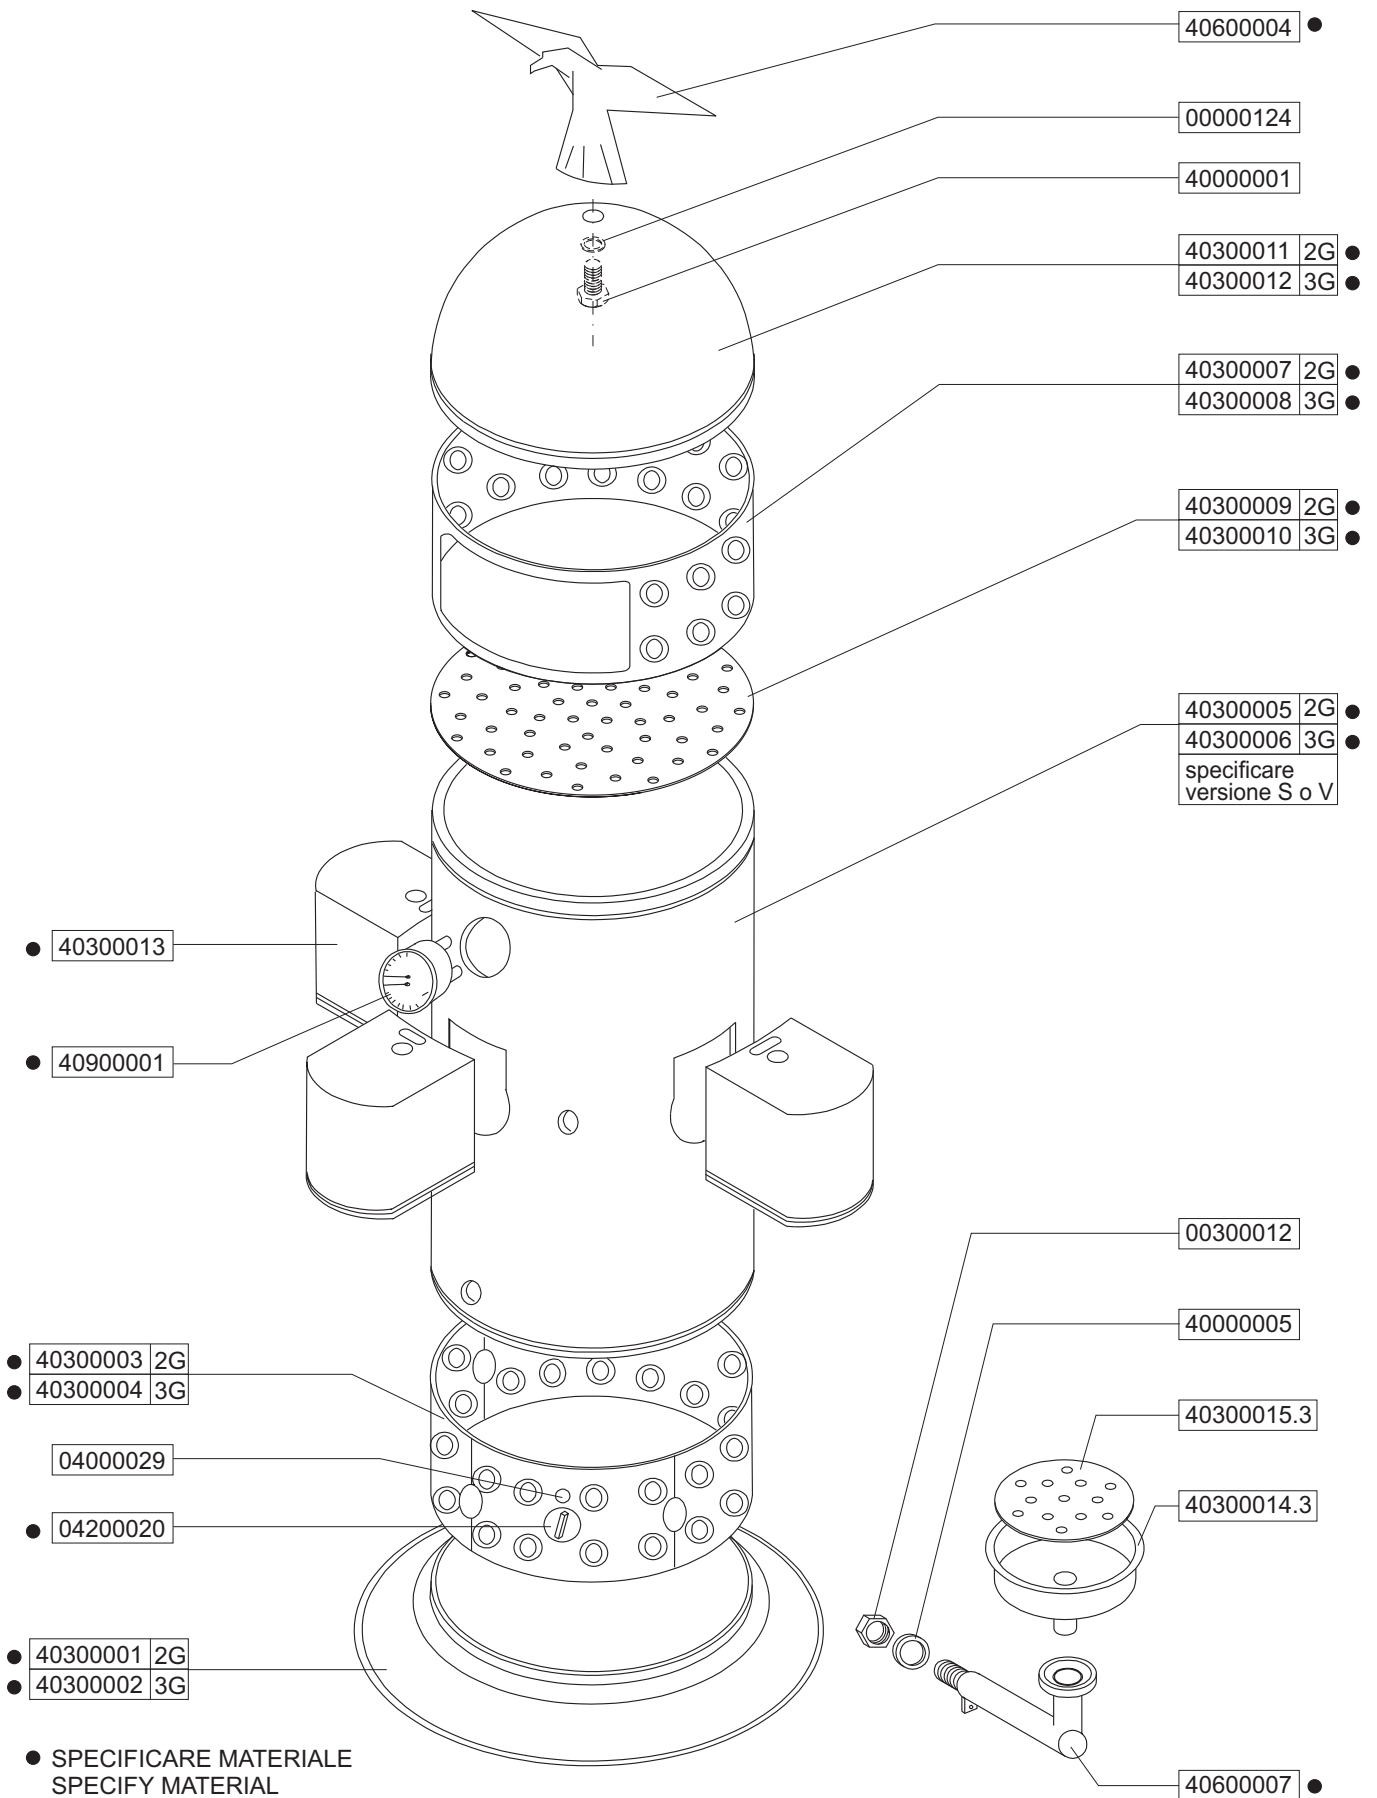 40600004 ●
00000124
40000001
40300011 2G ●
40300012 3G ●
40300007 2G ●
40300008 3G ●
40300009 2G ●
40300010 3G ●
40300005 2G ●
40300006 3G ●
specificare
versione S o V
● 40300013
● 40900001
00300012
40000005
● 40300003 2G
● 40300004 3G
40300015.3
04000029
40300014.3
● 04200020
● 40300001 2G
● 40300002 3G
● SPECIFICARE MATERIALE
SPECIFY MATERIAL
40600007 ●